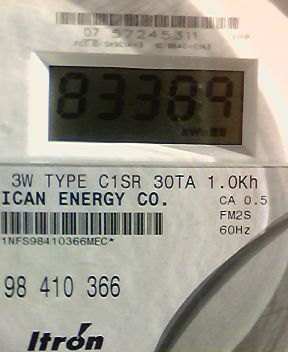 07 57245311
83389
kWh
3W TYPE C1SR 30TA 1.0Kh
ICAN ENERGY CO.
CA 0.5
FM2S
60Hz
1NFS98410366MEC*
98 410 366
Itron